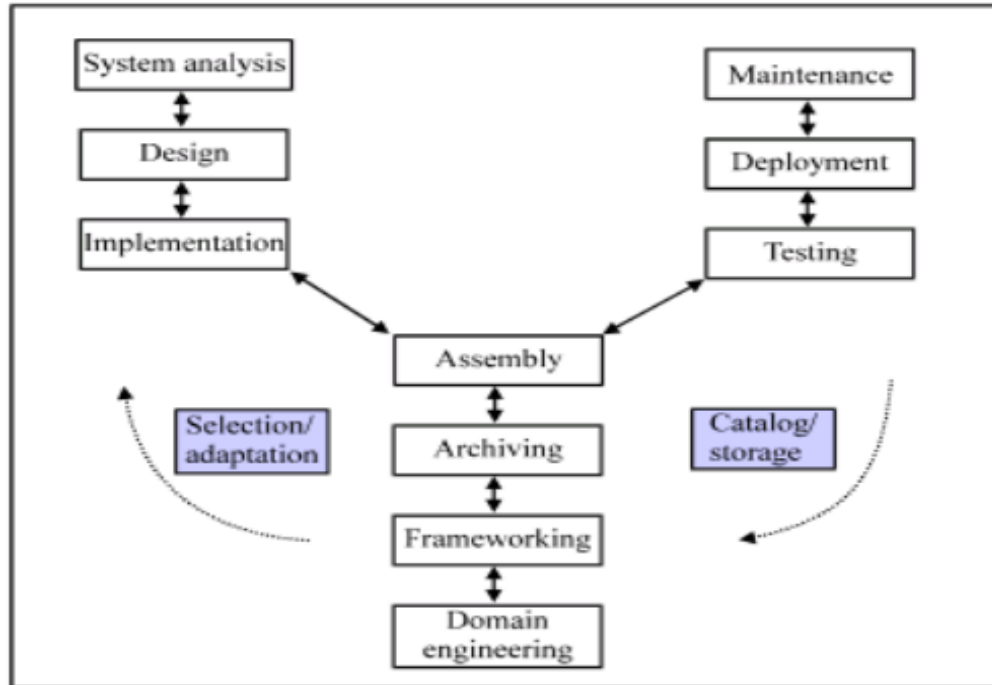 System analysis
Design
Implementation
Maintenance
Deployment
Testing
Assembly
Archiving
Frameworking
Domain
engineering
Selection/
adaptation
Catalog/
storage